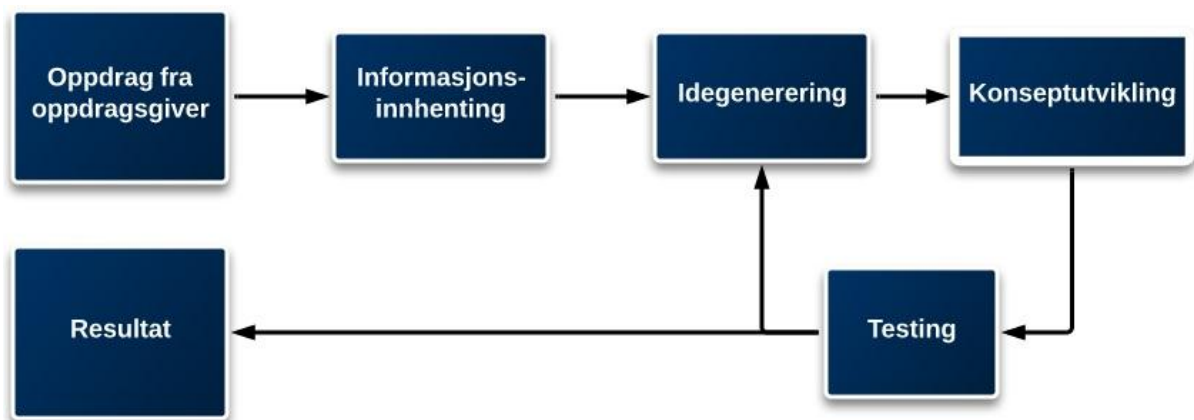 Oppdrag fra
oppdragsgiver
Informasjons-
innhenting
Idegenerering
Konseptutvikling
Resultat
Testing